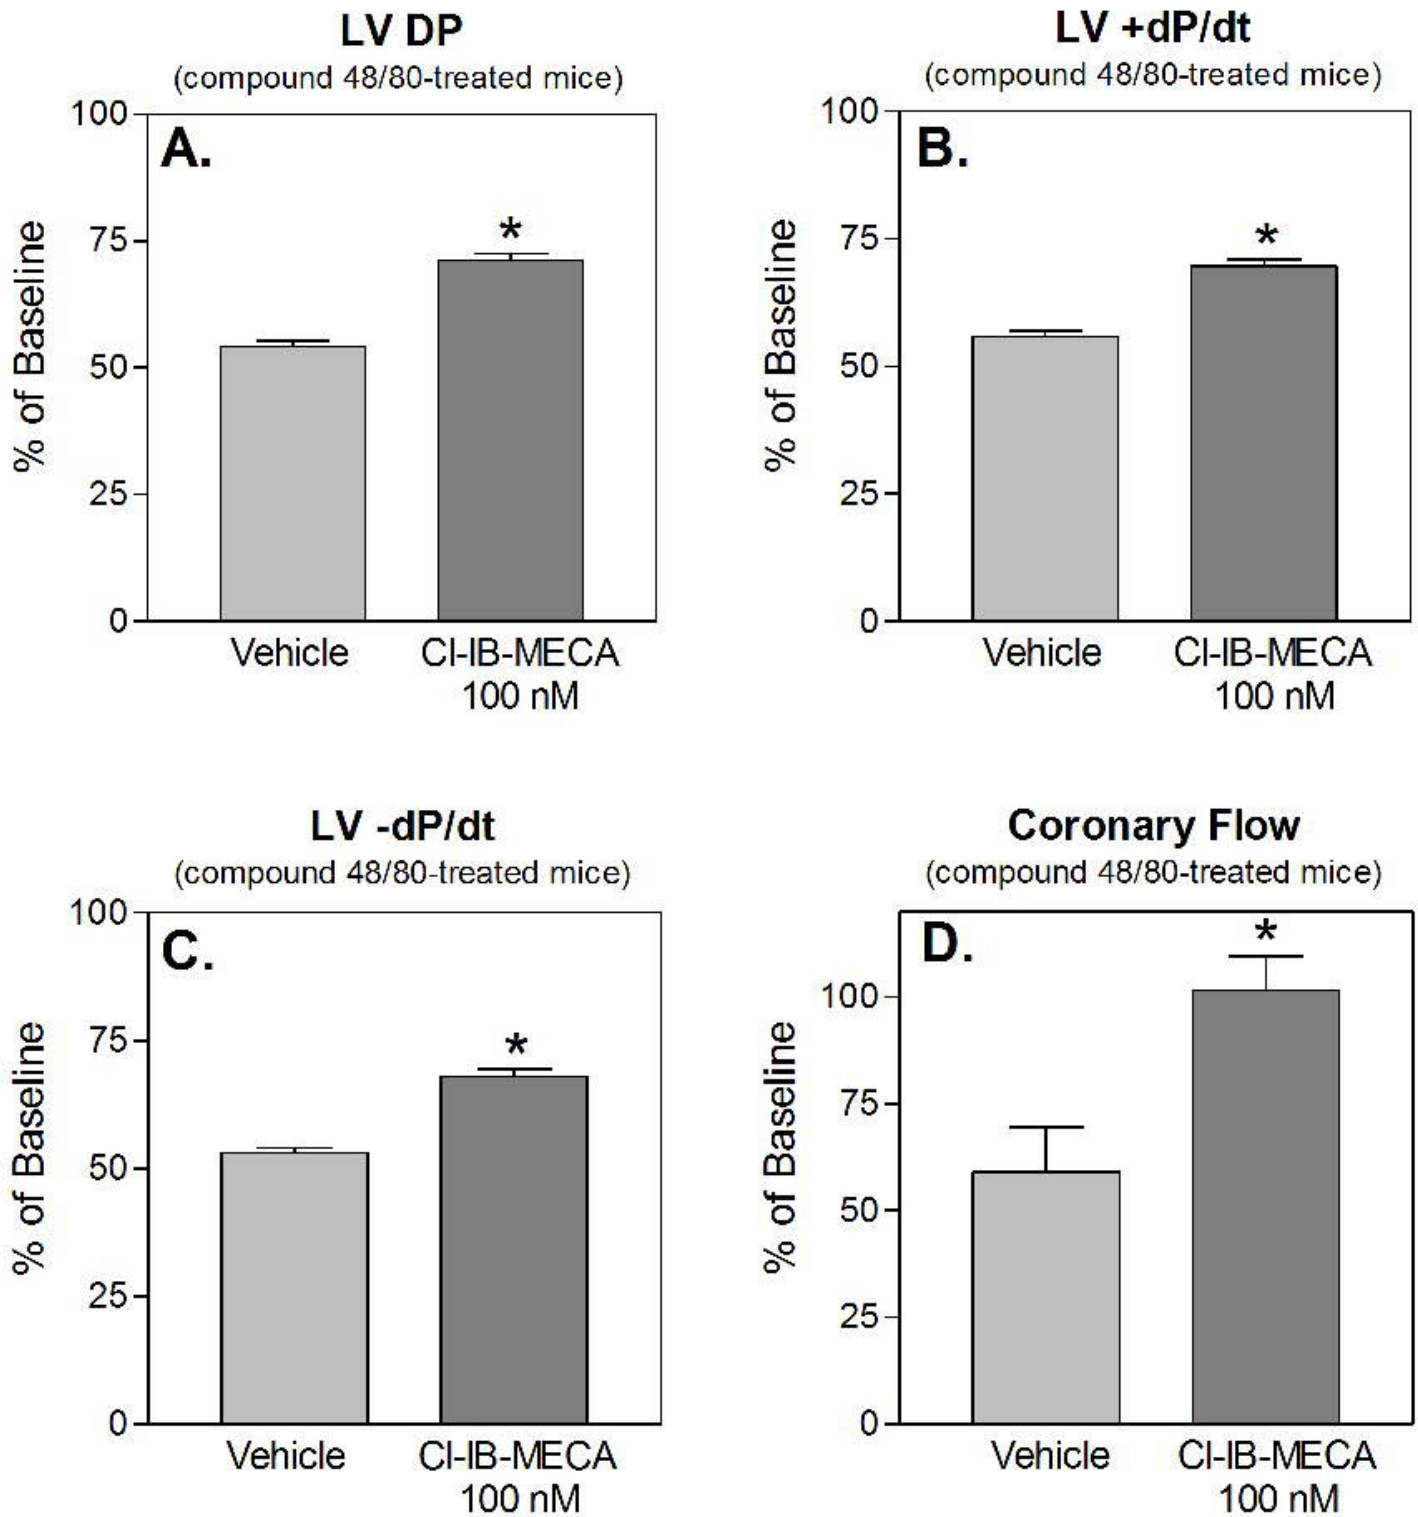 LV DP
(compound 48/80-treated mice)
A.
% of Baseline
100
75
50
25
0
Vehicle
Cl-IB-MECA
100 nM
LV +dP/dt
(compound 48/80-treated mice)
B.
% of Baseline
100
75
50
25
0
Vehicle
Cl-IB-MECA
100 nM
LV -dP/dt
(compound 48/80-treated mice)
C.
% of Baseline
100
75
50
25
0
Vehicle
Cl-IB-MECA
100 nM
Coronary Flow
(compound 48/80-treated mice)
D.
% of Baseline
100
75
50
25
0
Vehicle
Cl-IB-MECA
100 nM
*
*
*
*